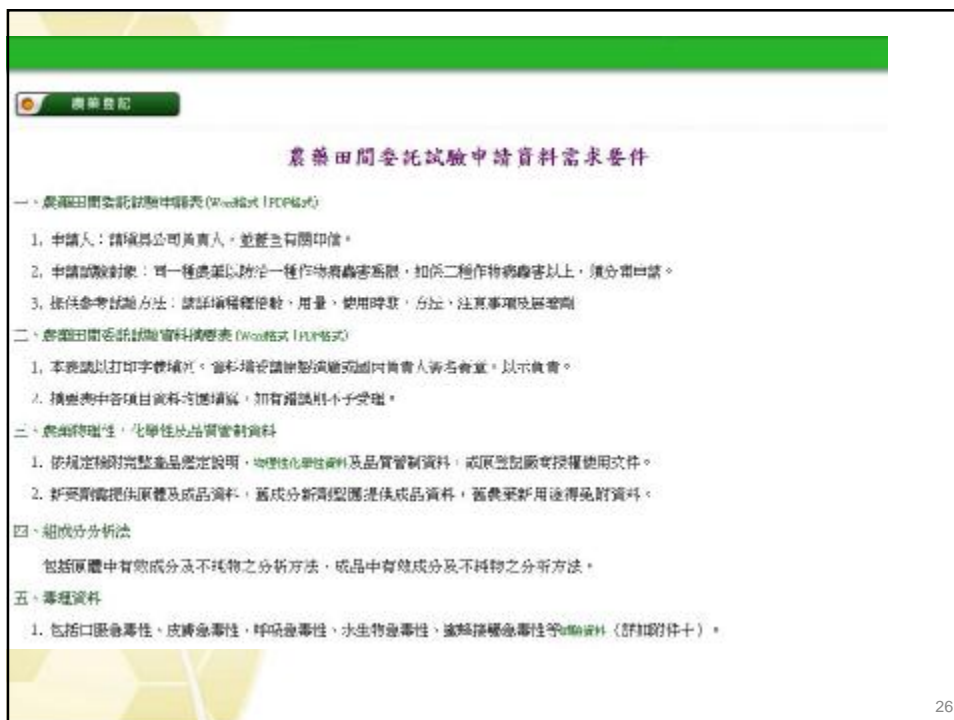 農藥登記
農藥田間委託試驗申請資料需求要件
一、農藥田間委託試驗申請表(Word格式 | PDF格式)
1. 申請人：請填具公司負責人，並蓋妥有關印信。
2. 申請試驗對象：同一種農藥以防治一種作物病蟲害為限，如係二種作物病蟲害以上，須分開申請。
3. 提供參考試驗方法：請詳填稀釋倍數，用量，使用時期，方法，注意事項及展著劑
二、農藥田間委託試驗資料摘要表(Word格式 | PDF格式)
1. 本表請以打印字體填列。資料填妥請原製造廠或國內負責人簽名蓋章，以示負責。
2. 摘要表中各項目資料均應填寫，如有錯誤則不予受理。
三、農藥物理性，化學性及品質管制資料
1. 依規定檢附完整產品鑑定說明，物理性化學性資料及品質管制資料，或原登記廠商授權使用文件。
2. 新藥劑需提供原體及成品資料，舊成分新劑型應提供成品資料，舊農藥新用途得免附資料。
四、組成分分析法
包括原體中有效成分及不純物之分析方法，成品中有效成分及不純物之分析方法。
五、毒理資料
1. 包括口服急毒性、皮膚急毒性，呼吸急毒性、水生物急毒性、蜜蜂接觸急毒性等試驗資料（詳如附件十）。
26